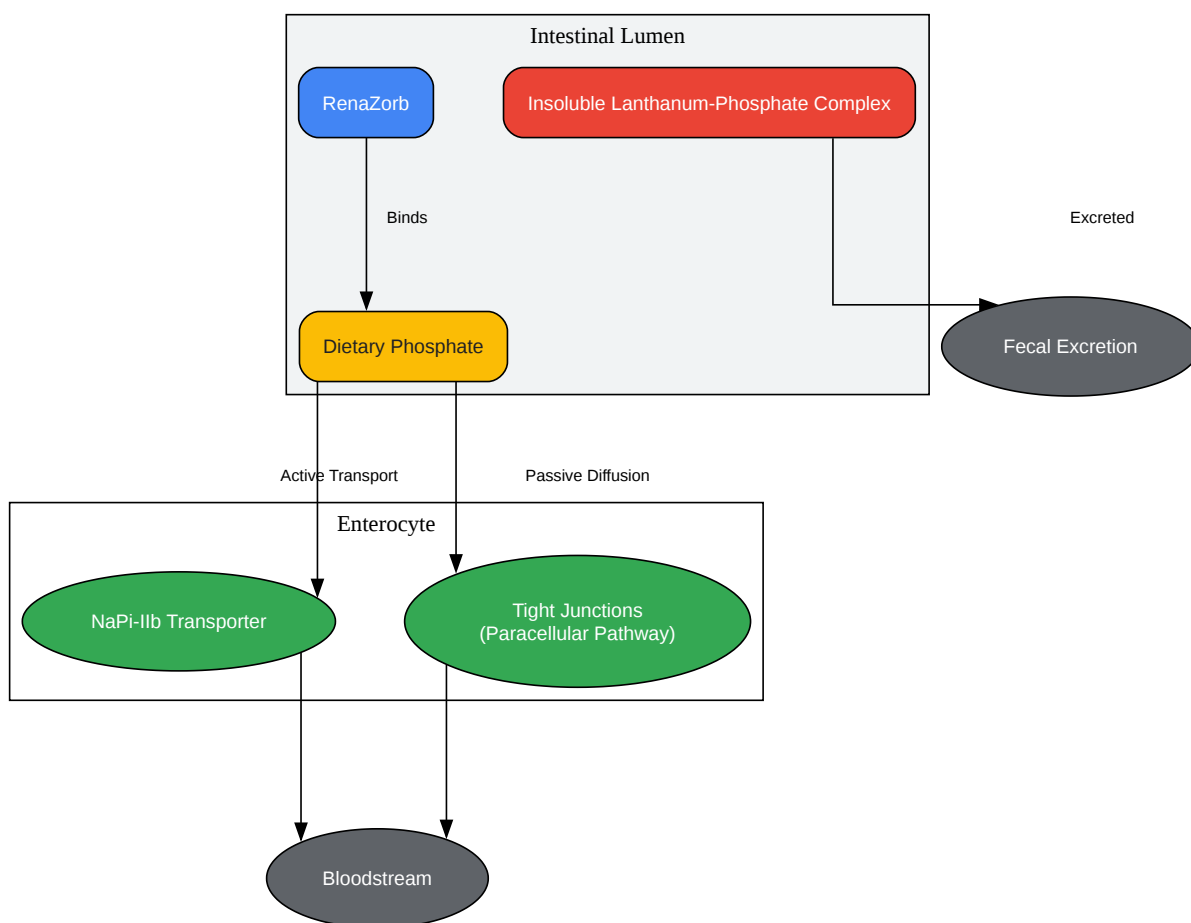 Intestinal Lumen
RenaZorb
Insoluble Lanthanum-Phosphate Complex
Binds
Excreted
Dietary Phosphate
Fecal Excretion
Active Transport
Passive Diffusion
Enterocyte
NaPi-IIb Transporter
Tight Junctions
(Paracellular Pathway)
Bloodstream